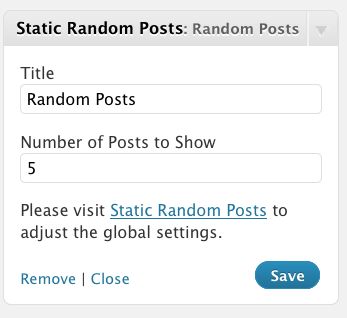 Static Random Posts: Random Posts
Title
Random Posts
Number of Posts to Show
5
Please visit Static Random Posts to
adjust the global settings.
Remove | Close
Save